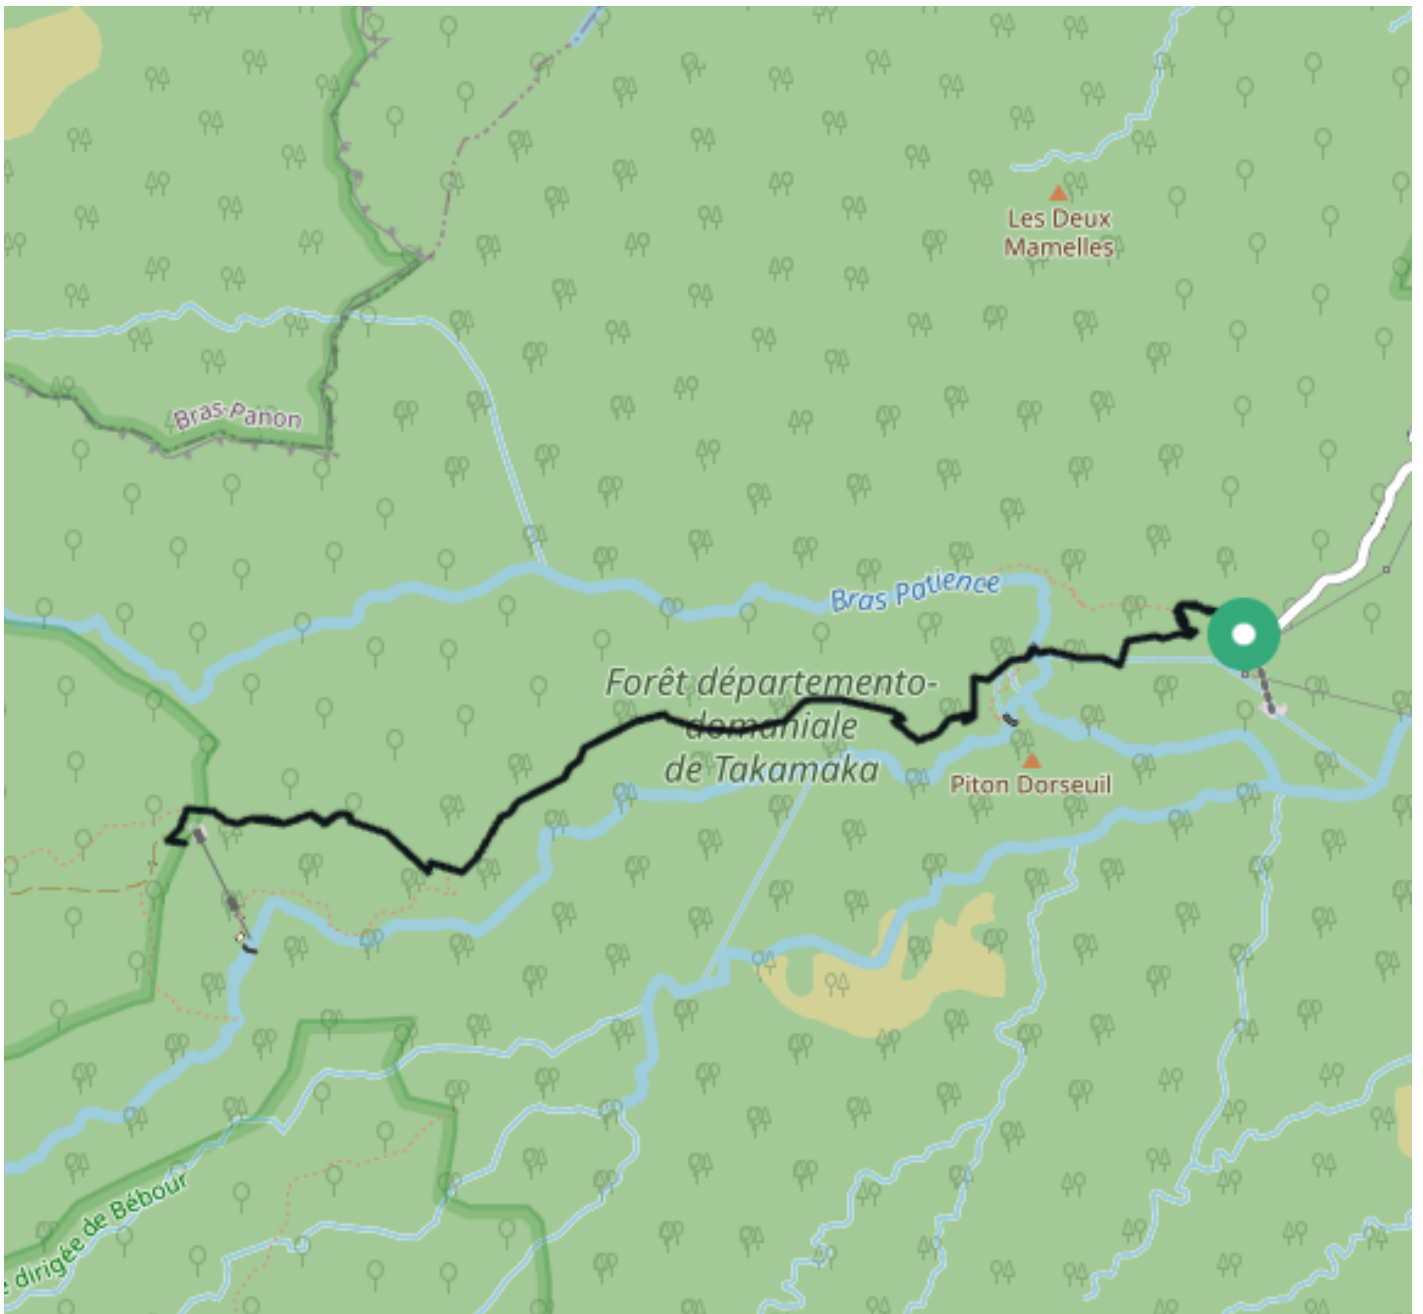 Les Deux
Mamelles
Bras-Panon
Bras Patience
Forêt départemento-
domaniale
de Takamaka
Piton Dorseuil
dirigée de Bébour